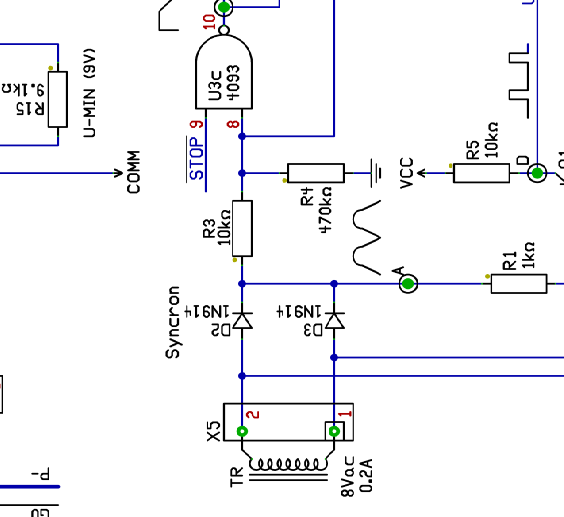 10
U3C
4093
9
8
STOP
R15
9.1kΩ
U-MIN (9V)
COMM
R4
470kΩ
VCC
R5
10kΩ
D
R3
10kΩ
A
R1
1kΩ
Syncron
D2
1N914
D3
1N914
X5
2
1
TR
8Vac
0.2A
P-